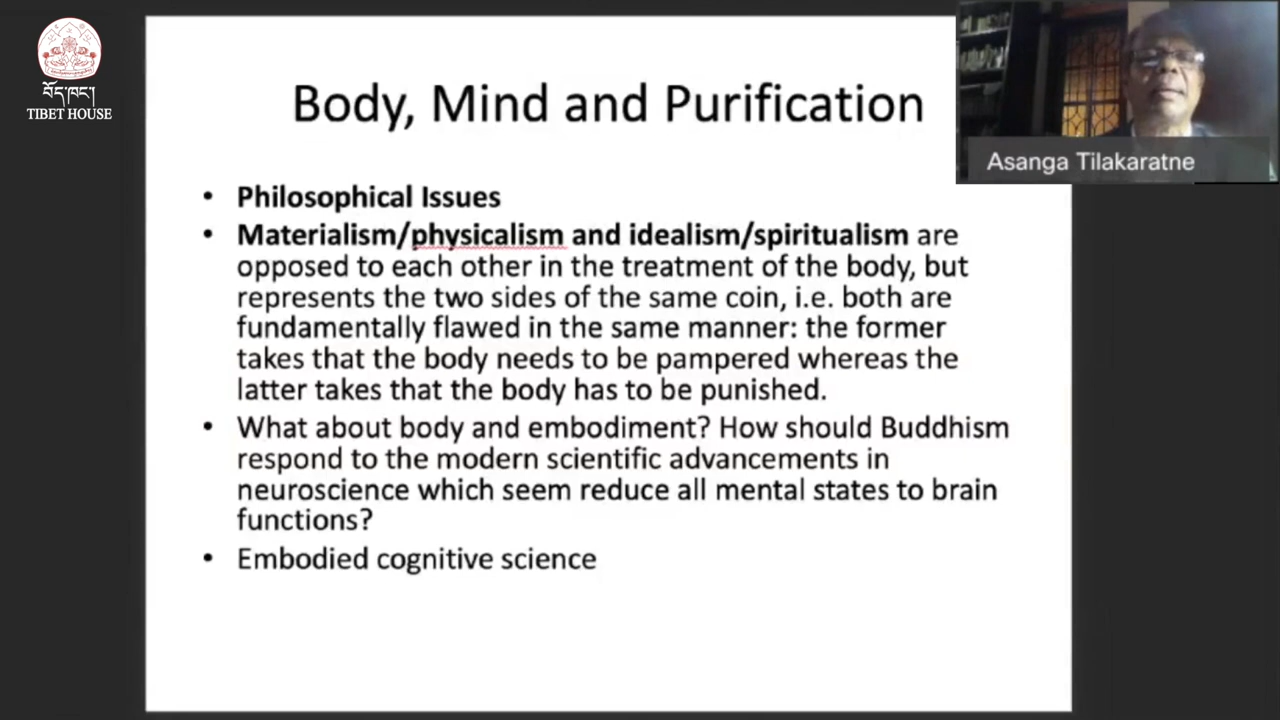 བོད་ཁང།
TIBET HOUSE
Body, Mind and Purification
Asanga Tilakaratne
• Philosophical Issues
• Materialism/physicalism and idealism/spiritualism are
opposed to each other in the treatment of the body, but
represents the two sides of the same coin, i.e. both are
fundamentally flawed in the same manner: the former
takes that the body needs to be pampered whereas the
latter takes that the body has to be punished.
• What about body and embodiment? How should Buddhism
respond to the modern scientific advancements in
neuroscience which seem reduce all mental states to brain
functions?
• Embodied cognitive science